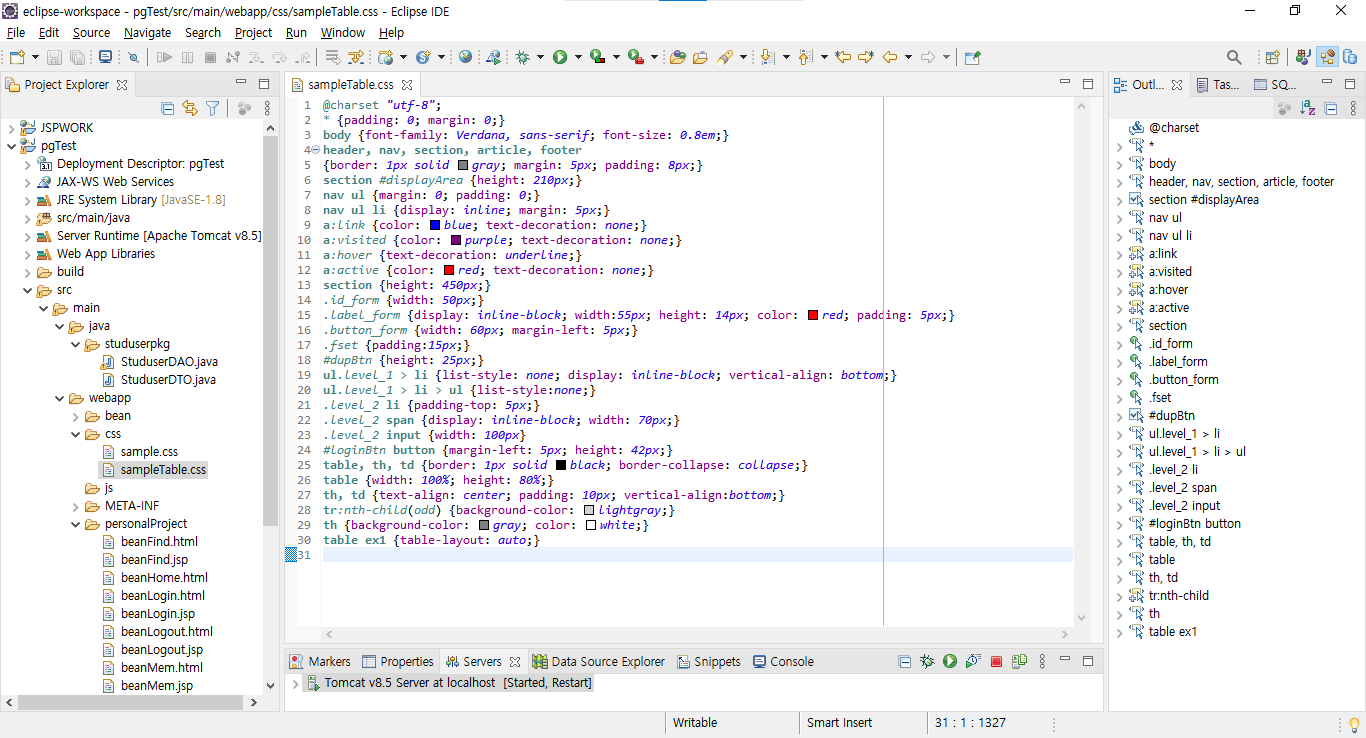 eclipse-workspace - pgTest/src/main/webapp/css/sampleTable.css - Eclipse IDE
File Edit Source Navigate Search Project Run Window Help
Project Explorer
JSPWORK
pgTest
Deployment Descriptor: pgTest
JAX-WS Web Services
JRE System Library [JavaSE-1.8]
src/main/java
Server Runtime [Apache Tomcat v8.5]
Web App Libraries
build
src
main
java
studuserpkg
StuduserDAO.java
StuduserDTO.java
webapp
bean
css
sample.css
sampleTable.css
js
META-INF
personalProject
beanFind.html
beanFind.jsp
beanHome.html
beanLogin.html
beanLogin.jsp
beanLogout.html
beanLogout.jsp
beanMem.html
beanMem.jsp
sampleTable.css
1 @charset "utf-8";
2 * {padding: 0; margin: 0;}
3 body {font-family: Verdana, sans-serif; font-size: 0.8em;}
4 header, nav, section, article, footer
5 {border: 1px solid gray; margin: 5px; padding: 8px;}
6 section #displayArea {height: 210px;}
7 nav ul {margin: 0; padding: 0;}
8 nav ul li {display: inline; margin: 5px;}
9 a:link {color: blue; text-decoration: none;}
10 a:visited {color: purple; text-decoration: none;}
11 a:hover {text-decoration: underline;}
12 a:active {color: red; text-decoration: none;}
13 section {height: 450px;}
14 .id_form {width: 50px;}
15 .label_form {display: inline-block; width:55px; height: 14px; color: red; padding: 5px;}
16 .button_form {width: 60px; margin-left: 5px;}
17 .fset {padding:15px;}
18 #dupBtn {height: 25px;}
19 ul.level_1 > li {list-style: none; display: inline-block; vertical-align: bottom;}
20 ul.level_1 > li > ul {list-style:none;}
21 .level_2 li {padding-top: 5px;}
22 .level_2 span {display: inline-block; width: 70px;}
23 .level_2 input {width: 100px}
24 #loginBtn button {margin-left: 5px; height: 42px;}
25 table, th, td {border: 1px solid black; border-collapse: collapse;}
26 table {width: 100%; height: 80%;}
27 th, td {text-align: center; padding: 10px; vertical-align:bottom;}
28 tr:nth-child(odd) {background-color: lightgray;}
29 th {background-color: gray; color: white;}
30 table ex1 {table-layout: auto;}
31
Markers Properties Servers Data Source Explorer Snippets Console
Tomcat v8.5 Server at localhost [Started, Restart]
Outl... Tas... SQ...
@charset
*
body
header, nav, section, article, footer
section #displayArea
nav ul
nav ul li
a:link
a:visited
a:hover
a:active
section
.id_form
.label_form
.button_form
.fset
#dupBtn
ul.level_1 > li
ul.level_1 > li > ul
.level_2 li
.level_2 span
.level_2 input
#loginBtn button
table, th, td
table
th, td
tr:nth-child
th
table ex1
Writable Smart Insert 31 : 1 : 1327